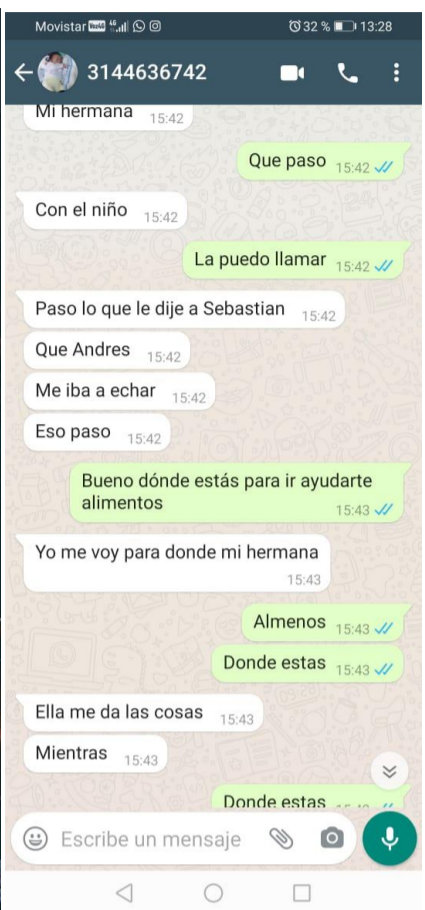 Movistar VoWiFi 4G 32 % 13:28
3144636742
Mi hermana 15:42
Que paso 15:42
Con el niño 15:42
La puedo llamar 15:42
Paso lo que le dije a Sebastian 15:42
Que Andres 15:42
Me iba a echar 15:42
Eso paso 15:42
Bueno dónde estás para ir ayudarte
alimentos 15:43
Yo me voy para donde mi hermana
15:43
Almenos 15:43
Donde estas 15:43
Ella me da las cosas 15:43
Mientras 15:43
Donde estas
Escribe un mensaje